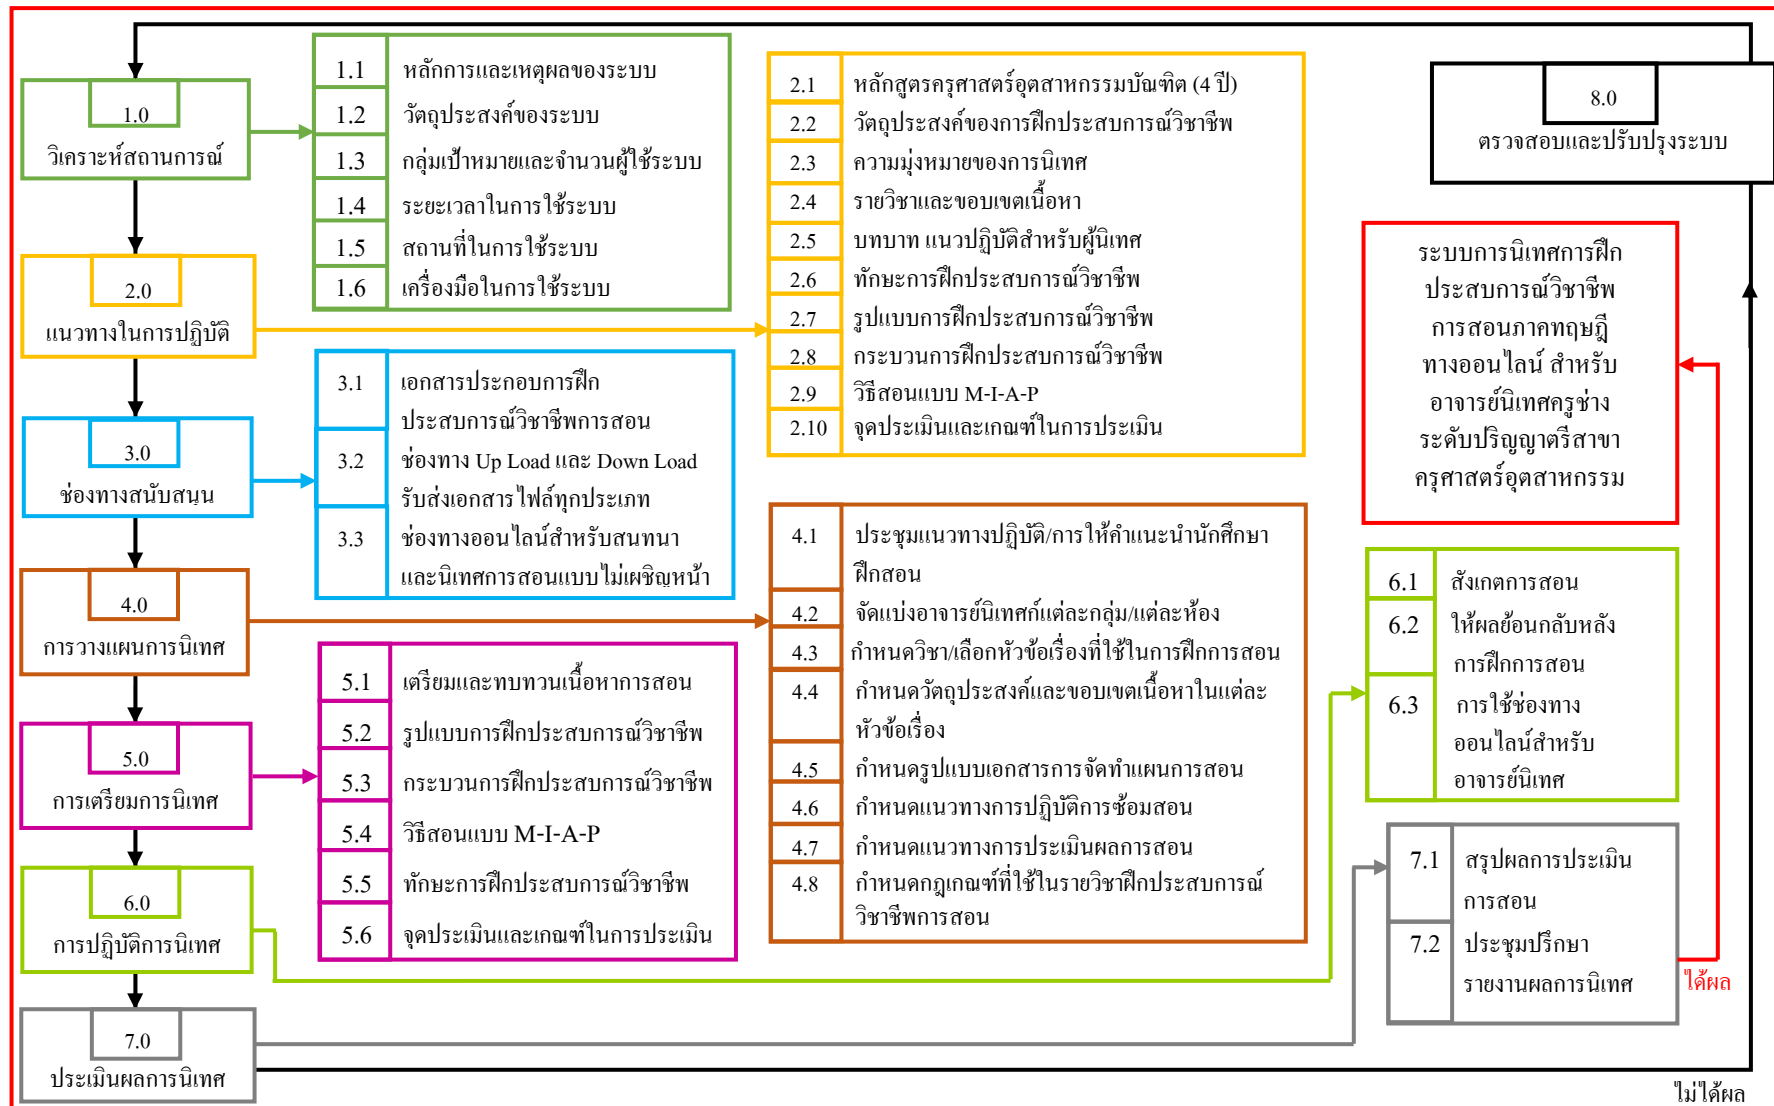 1.0
วิเคราะห์สถานการณ์
1.1 หลักการและเหตุผลของระบบ
1.2 วัตถุประสงค์ของระบบ
1.3 กลุ่มเป้าหมายและจำนวนผู้ใช้ระบบ
1.4 ระยะเวลาในการใช้ระบบ
1.5 สถานที่ในการใช้ระบบ
1.6 เครื่องมือในการใช้ระบบ
2.0
แนวทางในการปฏิบัติ
2.1 หลักสูตรครุศาสตร์อุตสาหกรรมบัณฑิต (4 ปี)
2.2 วัตถุประสงค์ของการฝึกประสบการณ์วิชาชีพ
2.3 ความมุ่งหมายของการนิเทศ
2.4 รายวิชาและขอบเขตเนื้อหา
2.5 บทบาท แนวปฏิบัติสำหรับผู้นิเทศ
2.6 ทักษะการฝึกประสบการณ์วิชาชีพ
2.7 รูปแบบการฝึกประสบการณ์วิชาชีพ
2.8 กระบวนการฝึกประสบการณ์วิชาชีพ
2.9 วิธีสอนแบบ M-I-A-P
2.10 จุดประเมินและเกณฑ์ในการประเมิน
3.0
ช่องทางสนับสนุน
3.1 เอกสารประกอบการฝึก
ประสบการณ์วิชาชีพการสอน
3.2 ช่องทาง Up Load และ Down Load
รับส่งเอกสารไฟล์ทุกประเภท
3.3 ช่องทางออนไลน์สำหรับสนทนา
และนิเทศการสอนแบบไม่เผชิญหน้า
4.0
การวางแผนการนิเทศ
4.1 ประชุมแนวทางปฏิบัติ/การให้คำแนะนำนักศึกษา
ฝึกสอน
4.2 จัดแบ่งอาจารย์นิเทศก์แต่ละกลุ่ม/แต่ละห้อง
4.3 กำหนดวิชา/เลือกหัวข้อเรื่องที่ใช้ในการฝึกการสอน
4.4 กำหนดวัตถุประสงค์และขอบเขตเนื้อหาในแต่ละ
หัวข้อเรื่อง
4.5 กำหนดรูปแบบเอกสารการจัดทำแผนการสอน
4.6 กำหนดแนวทางการปฏิบัติการซ้อมสอน
4.7 กำหนดแนวทางการประเมินผลการสอน
4.8 กำหนดกฎเกณฑ์ที่ใช้ในรายวิชาฝึกประสบการณ์
วิชาชีพการสอน
5.0
การเตรียมการนิเทศ
5.1 เตรียมและทบทวนเนื้อหาการสอน
5.2 รูปแบบการฝึกประสบการณ์วิชาชีพ
5.3 กระบวนการฝึกประสบการณ์วิชาชีพ
5.4 วิธีสอนแบบ M-I-A-P
5.5 ทักษะการฝึกประสบการณ์วิชาชีพ
5.6 จุดประเมินและเกณฑ์ในการประเมิน
6.0
การปฏิบัติการนิเทศ
6.1 สังเกตการสอน
6.2 ให้ผลย้อนกลับหลัง
การฝึกการสอน
6.3 การใช้ช่องทาง
ออนไลน์สำหรับ
อาจารย์นิเทศ
7.0
ประเมินผลการนิเทศ
7.1 สรุปผลการประเมิน
การสอน
7.2 ประชุมปรึกษา
รายงานผลการนิเทศ
ได้ผล
ไม่ได้ผล
8.0
ตรวจสอบและปรับปรุงระบบ
ระบบการนิเทศการฝึก
ประสบการณ์วิชาชีพ
การสอนภาคทฤษฎี
ทางออนไลน์ สำหรับ
อาจารย์นิเทศครูช่าง
ระดับปริญญาตรีสาขา
ครุศาสตร์อุตสาหกรรม